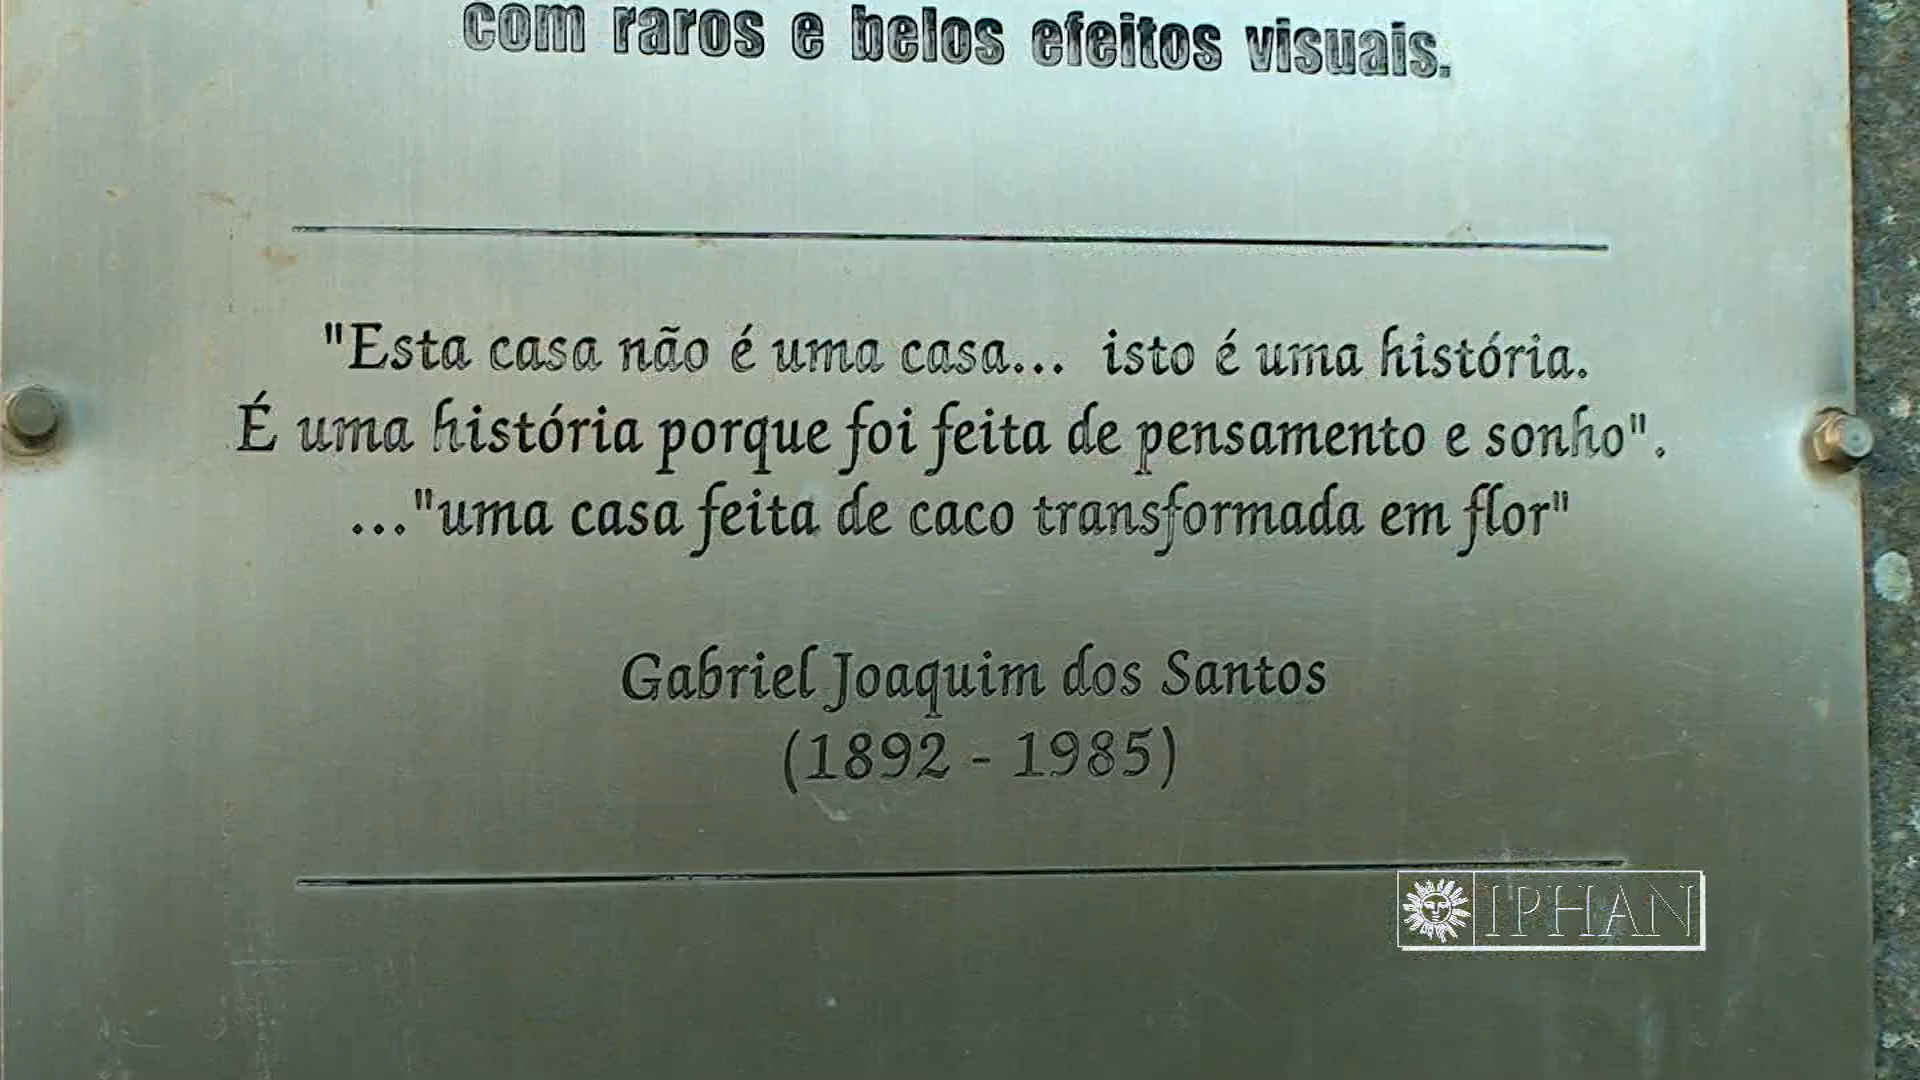 com raros e belos efeitos visuais.
"Esta casa não é uma casa... isto é uma história.
É uma história porque foi feita de pensamento e sonho".
..."uma casa feita de caco transformada em flor"
Gabriel Joaquim dos Santos
(1892 - 1985)
IPHAN